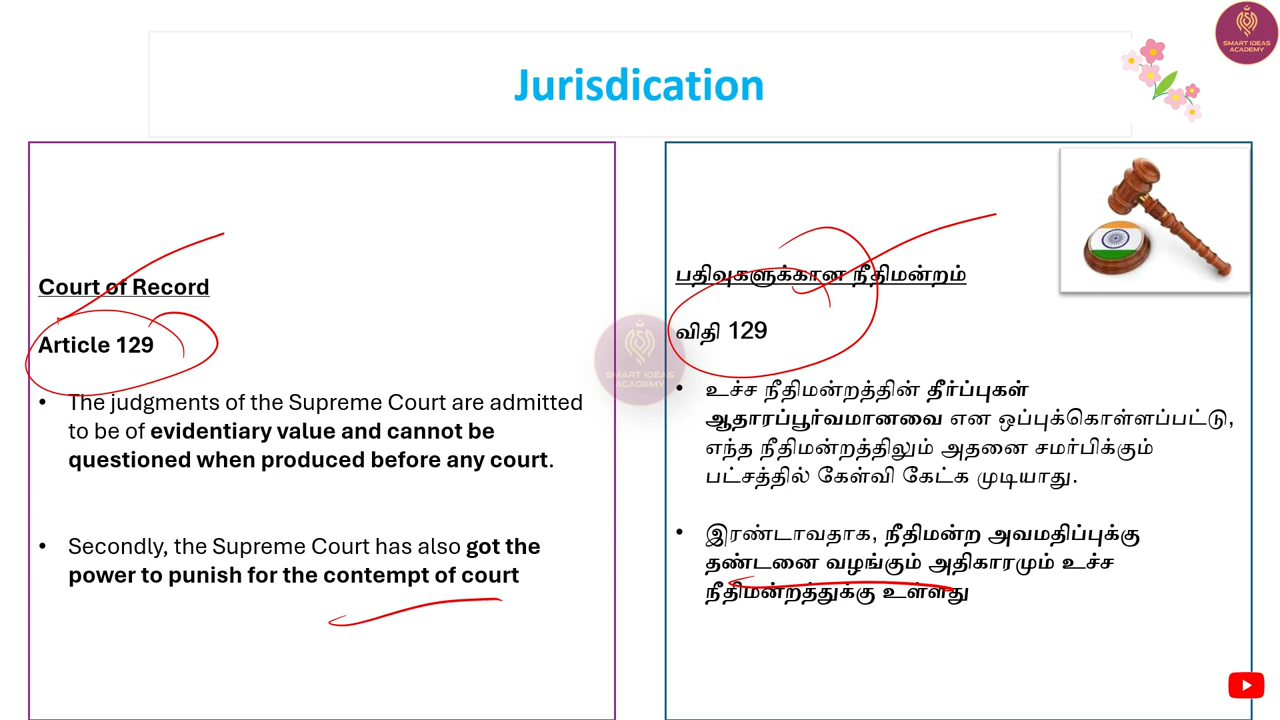 SMART IDEAS
ACADEMY
Jurisdication
Court of Record
Article 129
• The judgments of the Supreme Court are admitted
to be of evidentiary value and cannot be
questioned when produced before any court.
• Secondly, the Supreme Court has also got the
power to punish for the contempt of court
பதிவுகளுக்கான நீதிமன்றம்
விதி 129
• உச்ச நீதிமன்றத்தின் தீர்ப்புகள்
ஆதாரப்பூர்வமானவை என ஒப்புக்கொள்ளப்பட்டு,
எந்த நீதிமன்றத்திலும் அதனை சமர்பிக்கும்
பட்சத்தில் கேள்வி கேட்க முடியாது.
• இரண்டாவதாக, நீதிமன்ற அவமதிப்புக்கு
தண்டனை வழங்கும் அதிகாரமும் உச்ச
நீதிமன்றத்துக்கு உள்ளது
SMART IDEAS
ACADEMY